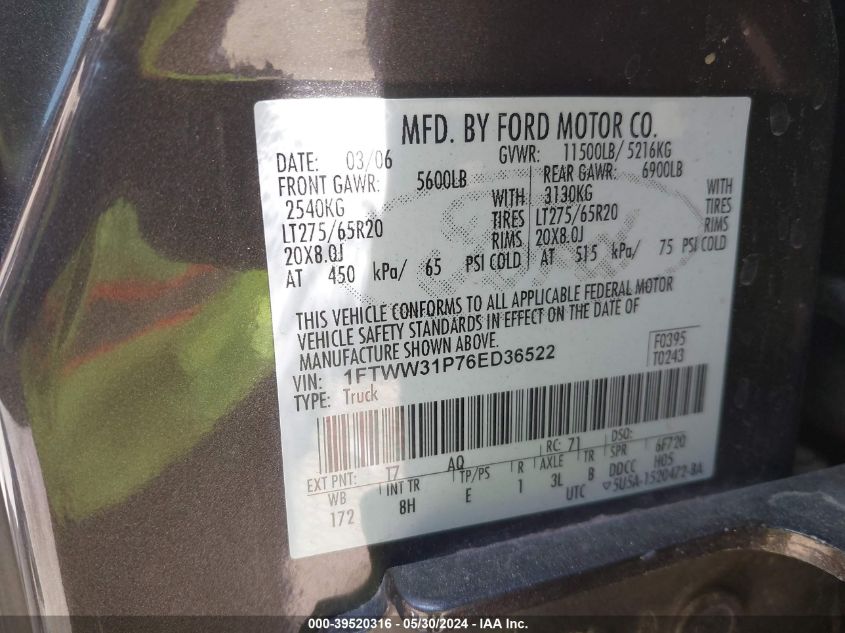 MFD. BY FORD MOTOR CO.
DATE: 03/06 GVWR: 11500LB/ 5216KG
FRONT GAWR: 5600LB REAR GAWR: 6900LB
2540KG WITH 3130KG WITH
LT275/65R20 TIRES LT275/65R20 TIRES
20X8.0J RIMS 20X8.0J RIMS
AT 450 kPa/ 65 PSI COLD AT 515 kPa/ 75 PSI COLD
THIS VEHICLE CONFORMS TO ALL APPLICABLE FEDERAL MOTOR
VEHICLE SAFETY STANDARDS IN EFFECT ON THE DATE OF
MANUFACTURE SHOWN ABOVE.
VIN: 1FTWW31P76ED36522 F0395
TYPE: Truck T0243
EXT PNT: T7 AQ RC: 71 DSO:
WB INT TR TP/PS R AXLE TR SPR 6F720
172 8H E 1 3L B DDCC H05
UTC ▽5U5A-1520472-BA
000-39520316 - 05/30/2024 - IAA Inc.